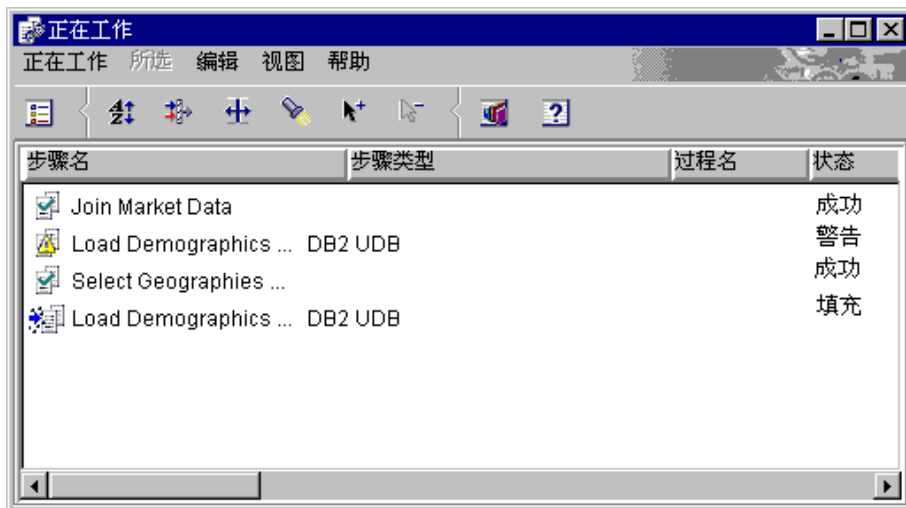 正在工作
正在工作 所选 编辑 视图 帮助
步骤名 步骤类型 过程名 状态
Join Market Data 成功
Load Demographics ... DB2 UDB 警告
Select Geographies ... 成功
Load Demographics ... DB2 UDB 填充